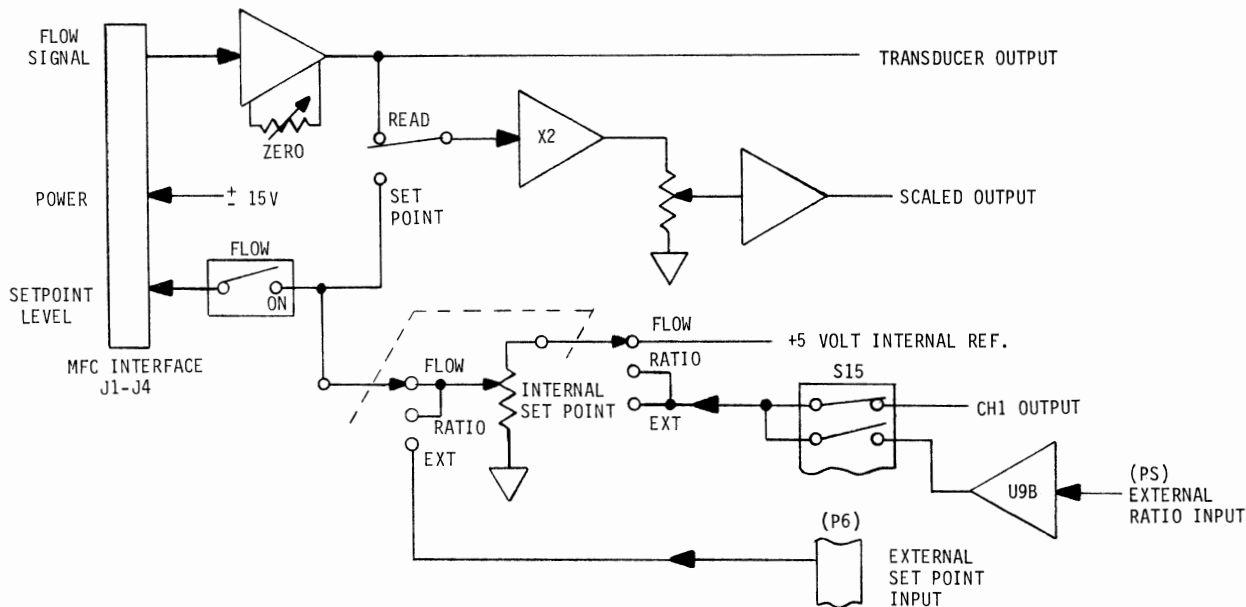 FLOW
SIGNAL
TRANSDUCER OUTPUT
READ
X2
ZERO
POWER
± 15V
SET
POINT
SCALED OUTPUT
FLOW
ON
SETPOINT
LEVEL
MFC INTERFACE
J1-J4
FLOW
RATIO
EXT
INTERNAL
SET POINT
FLOW
RATIO
EXT
+5 VOLT INTERNAL REF.
S15
CH1 OUTPUT
U9B
(PS)
EXTERNAL
RATIO INPUT
(P6)
EXTERNAL
SET POINT
INPUT